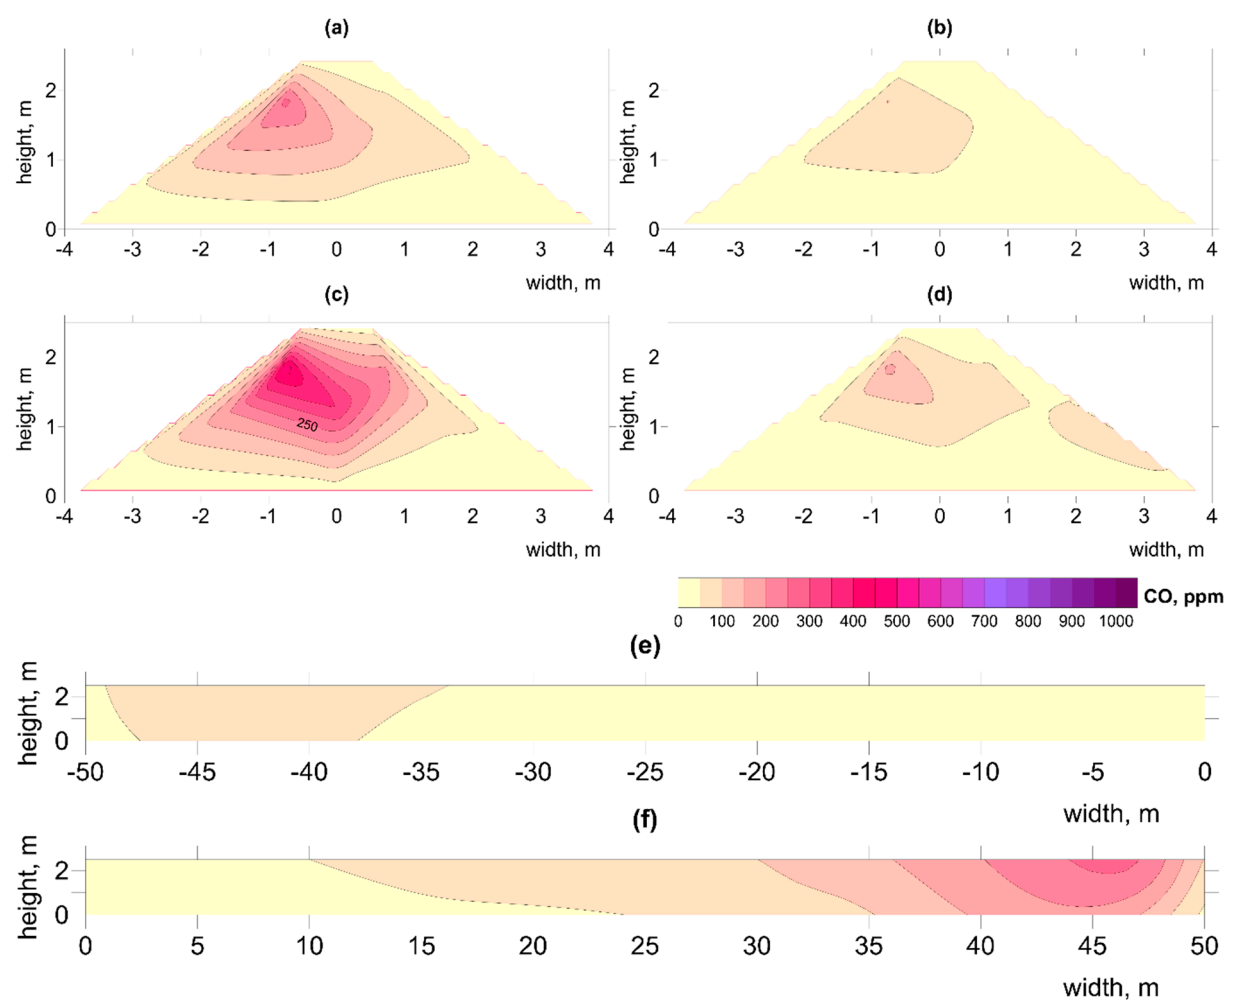 (a) (b)
height, m 2 1 0 height, m 2 1 0
-4 -3 -2 -1 0 1 2 3 4 -4 -3 -2 -1 0 1 2 3 4
width, m width, m
(c) (d)
height, m 2 1 0 250 height, m 2 1 0
-4 -3 -2 -1 0 1 2 3 4 -4 -3 -2 -1 0 1 2 3 4
width, m width, m
CO, ppm
0 100 200 300 400 500 600 700 800 900 1000
(e)
height, m 2 0
-50 -45 -40 -35 -30 -25 -20 -15 -10 -5 0
width, m
(f)
height, m 2 0
0 5 10 15 20 25 30 35 40 45 50
width, m